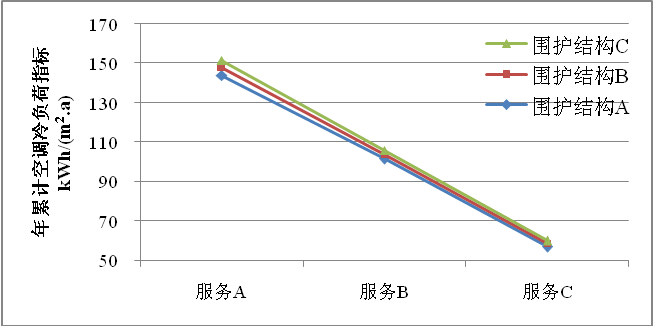 年累计空调冷负荷指标
kWh/(m².a)
170
150
130
110
90
70
50
围护结构C
围护结构B
围护结构A
服务A
服务B
服务C